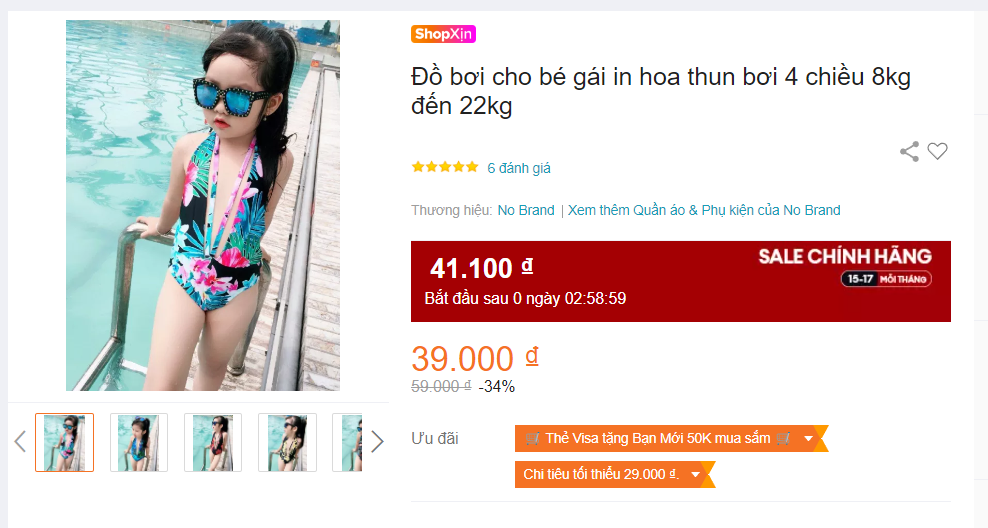 ShopXịn
Đồ bơi cho bé gái in hoa thun bơi 4 chiều 8kg
đến 22kg
6 đánh giá
Thương hiệu: No Brand | Xem thêm Quần áo & Phụ kiện của No Brand
41.100 ₫
SALE CHÍNH HÃNG
15-17 MỖI THÁNG
Bắt đầu sau 0 ngày 02:58:59
39.000 ₫
59.000 ₫ -34%
Ưu đãi
🛒 Thẻ Visa tặng Bạn Mới 50K mua sắm 🛒
Chi tiêu tối thiểu 29.000 ₫.